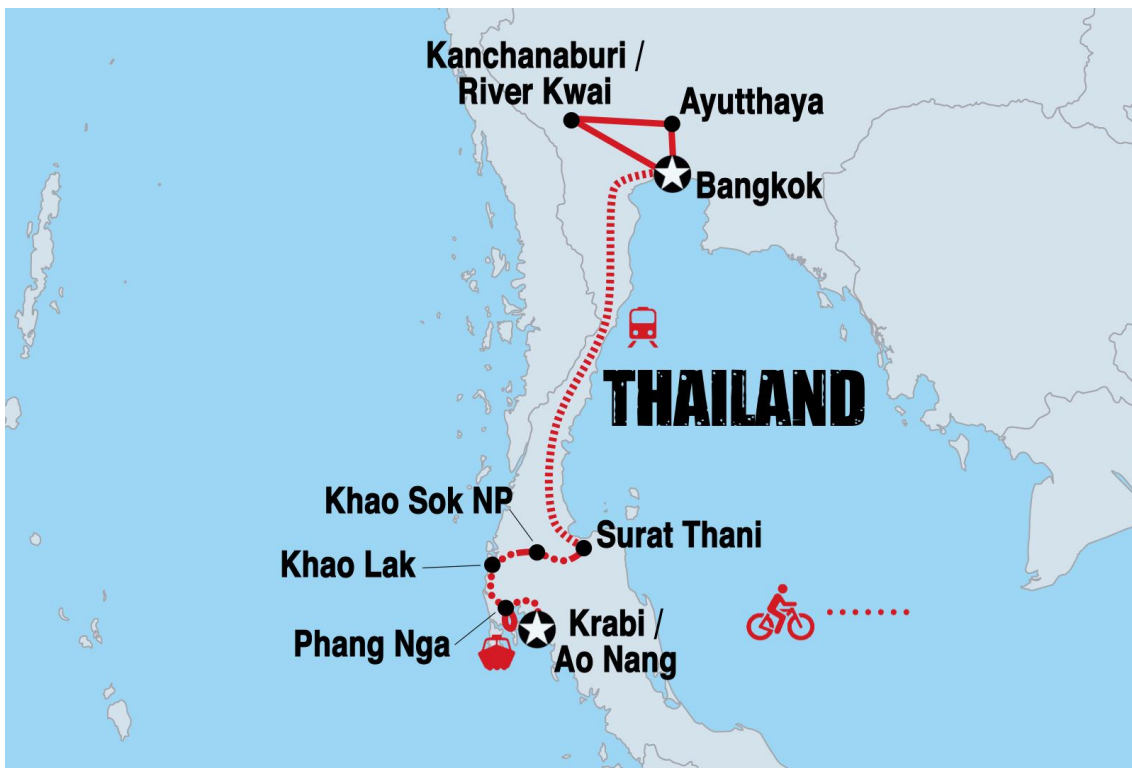 Kanchanaburi /
River Kwai
Ayutthaya
Bangkok
THAILAND
Khao Sok NP
Surat Thani
Khao Lak
Phang Nga
Krabi /
Ao Nang